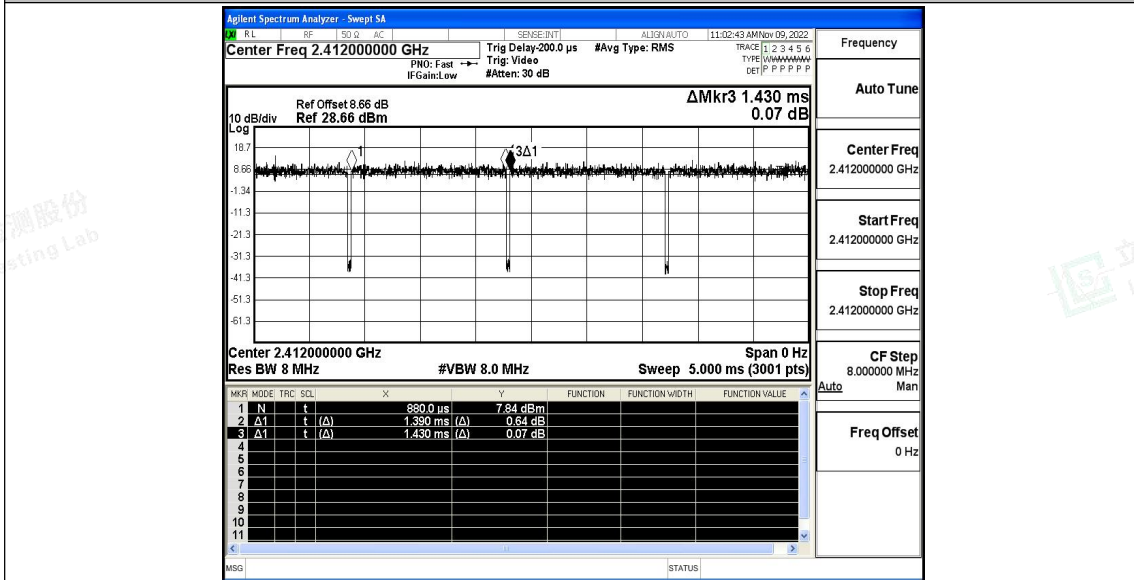 Agilent Spectrum Analyzer - Swept SA
LXI RL RF 50 Ω AC SENSE:INT ALIGN AUTO 11:02:43 AM Nov 09, 2022
Center Freq 2.412000000 GHz
PNO: Fast
IFGain:Low
Trig Delay-200.0 µs
Trig: Video
#Atten: 30 dB
#Avg Type: RMS
TRACE 1 2 3 4 5 6
TYPE WWWWWW
DET P P P P P P
ΔMkr3 1.430 ms
0.07 dB
Ref Offset 8.66 dB
10 dB/div Ref 28.66 dBm
Log
18.7
8.66
-1.34
-11.3
-21.3
-31.3
-41.3
-51.3
-61.3
1
3Δ1
Center 2.412000000 GHz Span 0 Hz
Res BW 8 MHz #VBW 8.0 MHz Sweep 5.000 ms (3001 pts)
MKR MODE TRC SCL X Y FUNCTION FUNCTION WIDTH FUNCTION VALUE
1 N t 880.0 µs 7.84 dBm
2 Δ1 t (Δ) 1.390 ms (Δ) 0.64 dB
3 Δ1 t (Δ) 1.430 ms (Δ) 0.07 dB
4
5
6
7
8
9
10
11
MSG STATUS
Frequency
Auto Tune
Center Freq
2.412000000 GHz
Start Freq
2.412000000 GHz
Stop Freq
2.412000000 GHz
CF Step
8.000000 MHz
Auto Man
Freq Offset
0 Hz
测股份
sting Lab
立